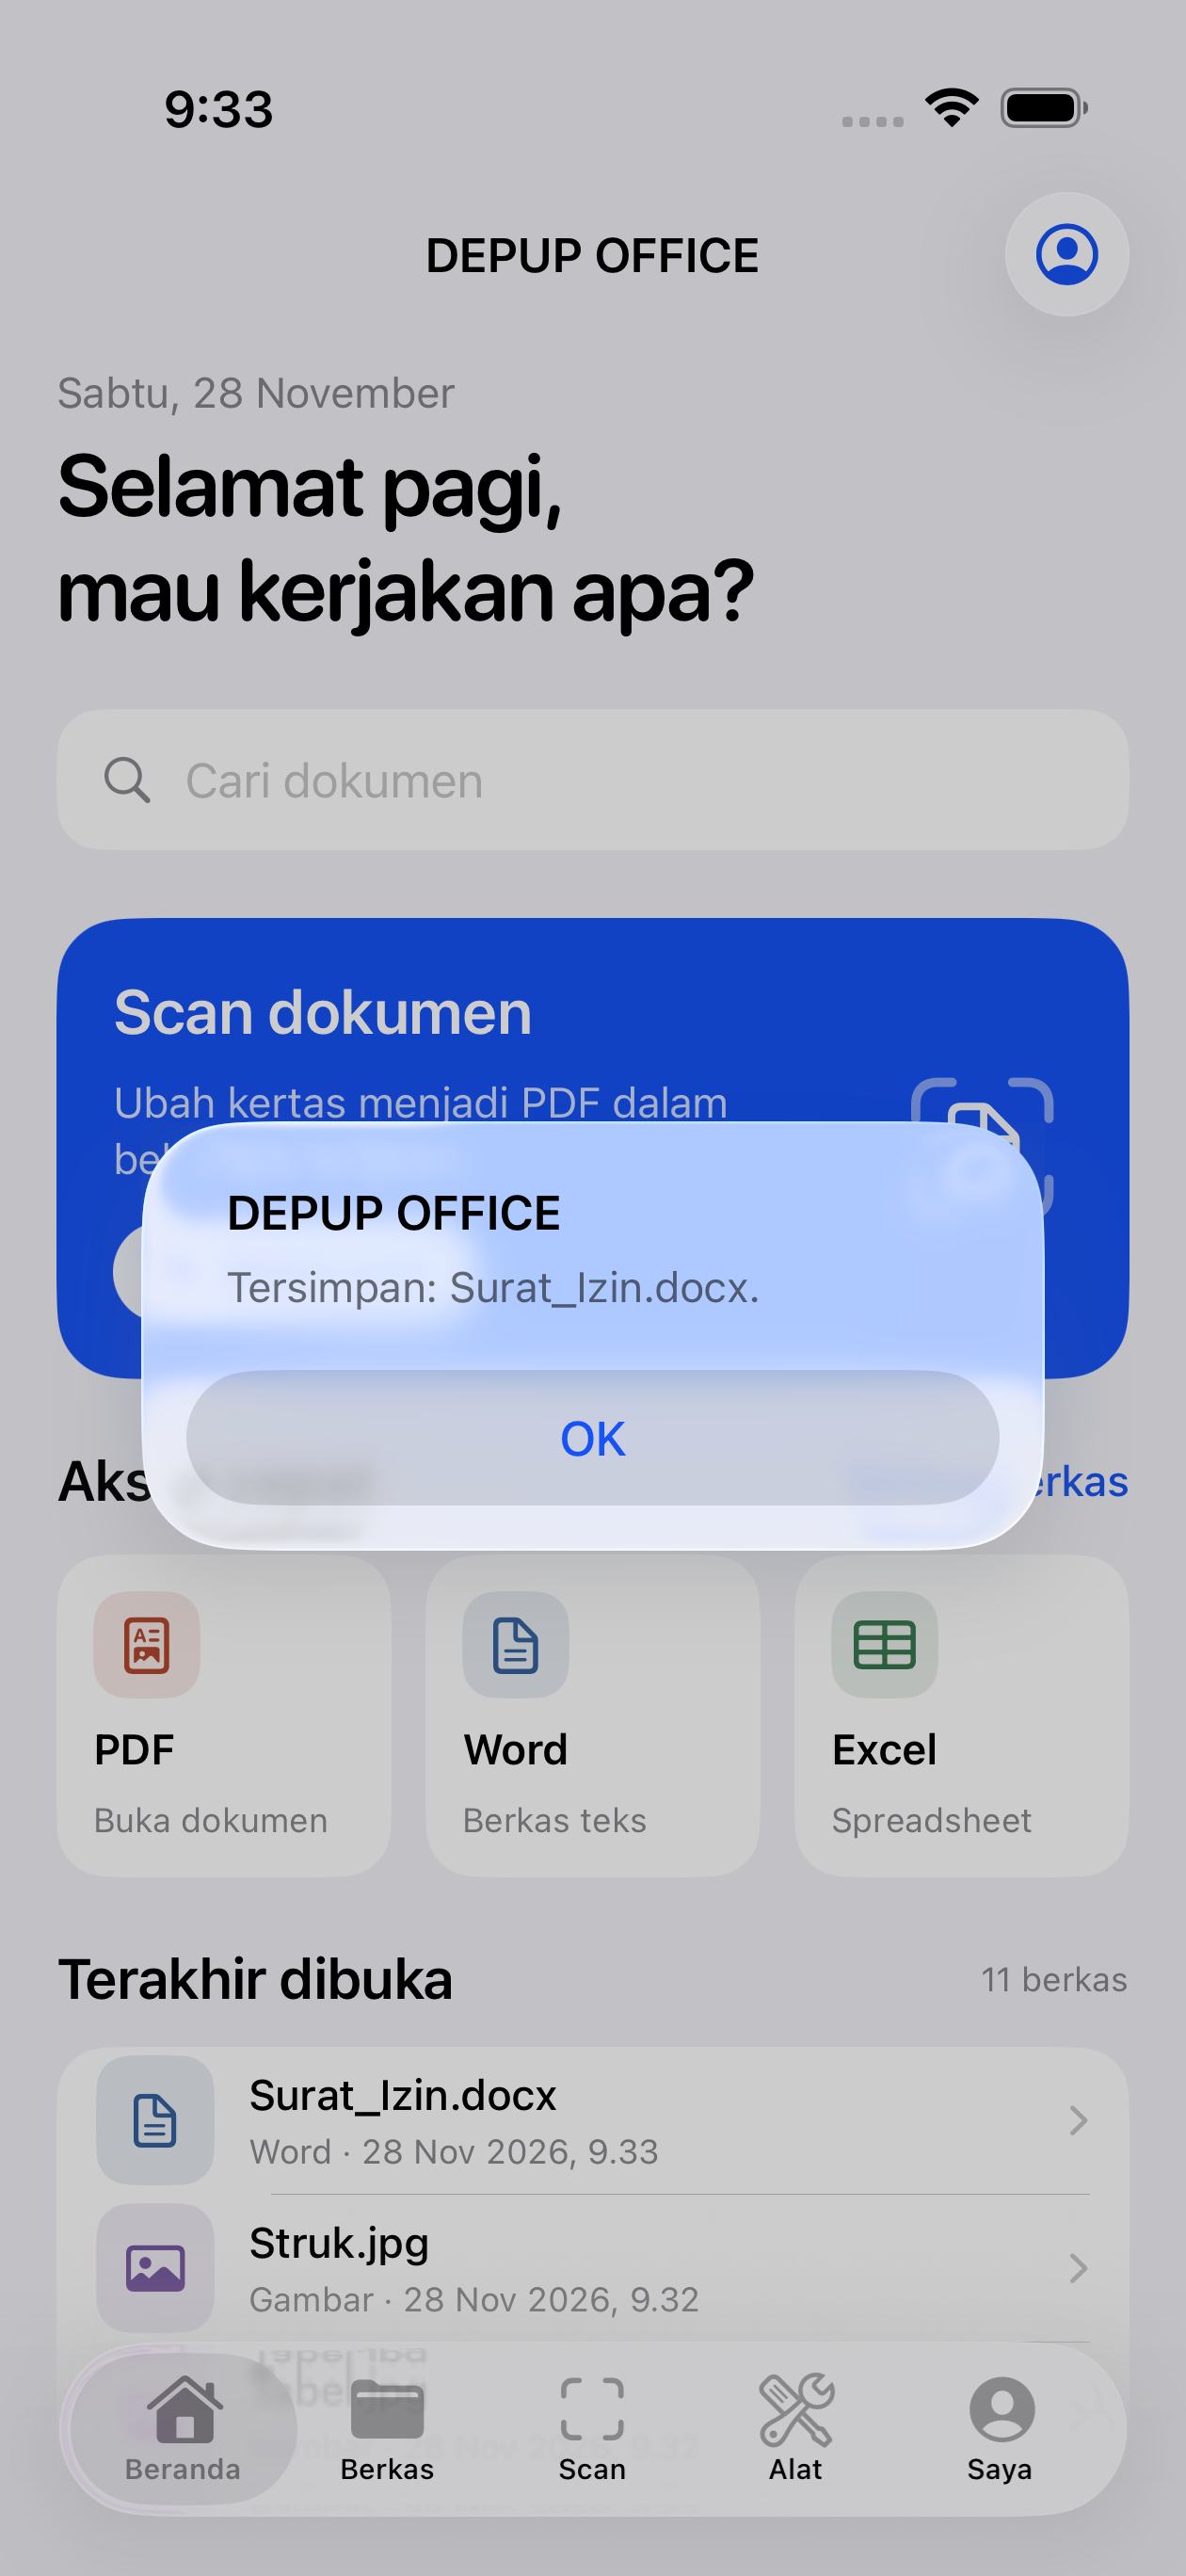 9:33
DEPUP OFFICE
Sabtu, 28 November
Selamat pagi,
mau kerjakan apa?
Cari dokumen
Scan dokumen
Ubah kertas menjadi PDF dalam
DEPUP OFFICE
Tersimpan: Surat_Izin.docx.
OK
PDF
Buka dokumen
Word
Berkas teks
Excel
Spreadsheet
Terakhir dibuka
11 berkas
Surat_Izin.docx
Word · 28 Nov 2026, 9.33
Struk.jpg
Gambar · 28 Nov 2026, 9.32
Beranda
Berkas
Scan
Alat
Saya